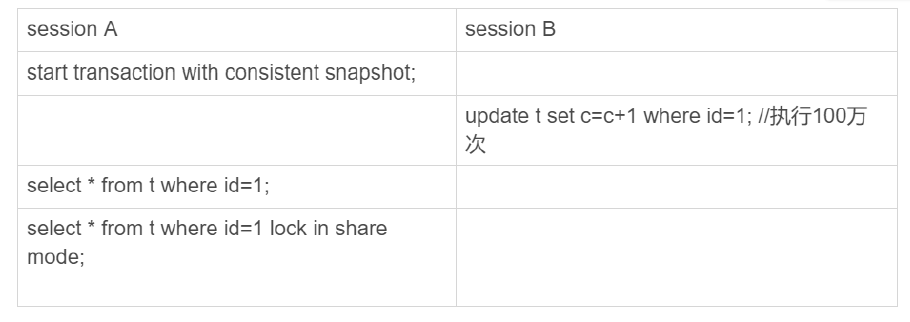 session A
session B
start transaction with consistent snapshot;
update t set c=c+1 where id=1; //执行100万
次
select * from t where id=1;
select * from t where id=1 lock in share
mode;